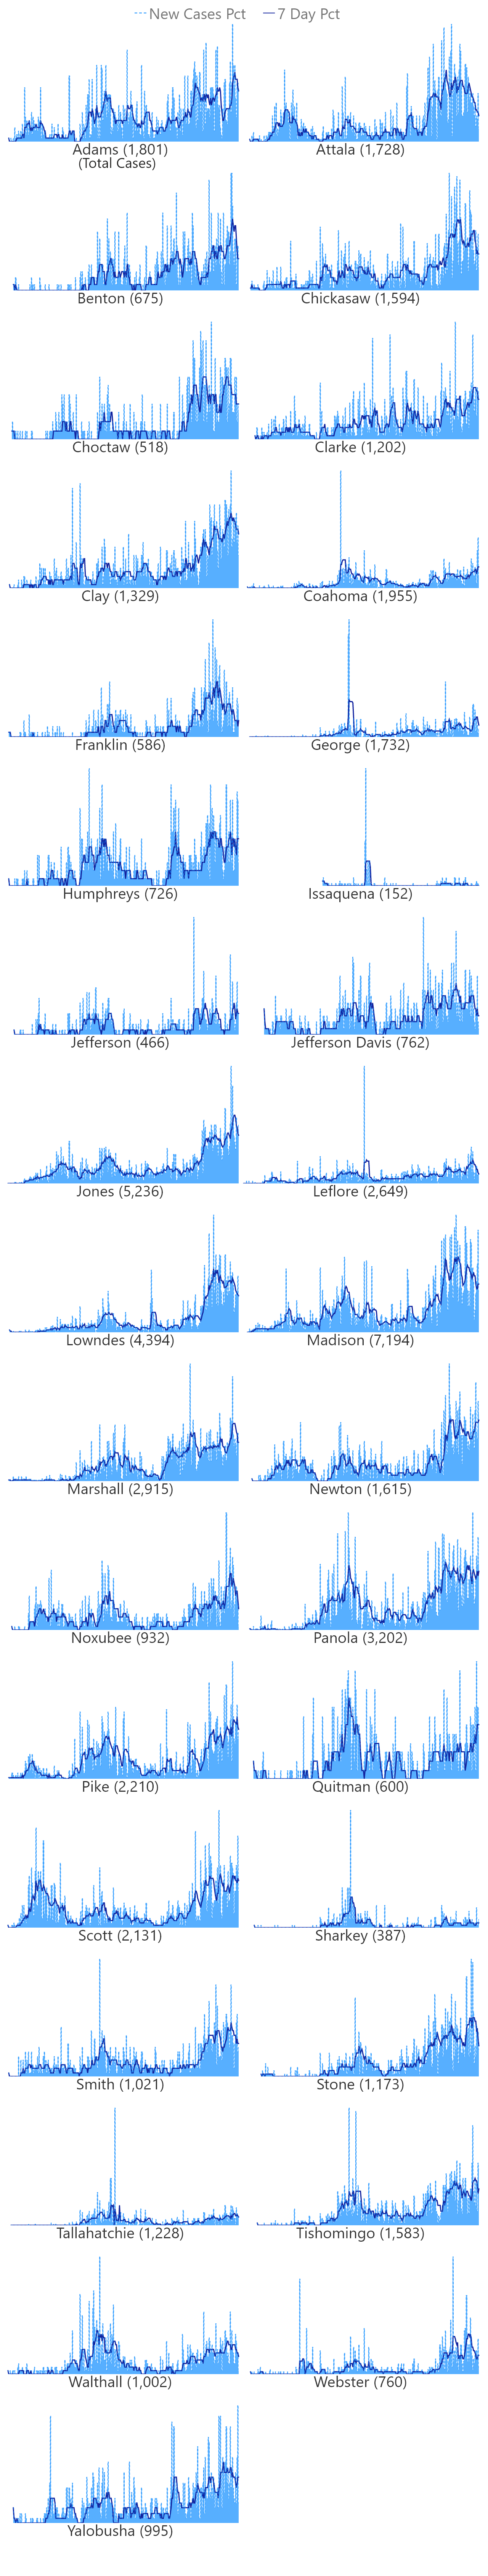 New Cases Pct 7 Day Pct
Adams (1,801) Attala (1,728)
(Total Cases)
Benton (675) Chickasaw (1,594)
Choctaw (518) Clarke (1,202)
Clay (1,329) Coahoma (1,955)
Franklin (586) George (1,732)
Humphreys (726) Issaquena (152)
Jefferson (466) Jefferson Davis (762)
Jones (5,236) Leflore (2,649)
Lowndes (4,394) Madison (7,194)
Marshall (2,915) Newton (1,615)
Noxubee (932) Panola (3,202)
Pike (2,210) Quitman (600)
Scott (2,131) Sharkey (387)
Smith (1,021) Stone (1,173)
Tallahatchie (1,228) Tishomingo (1,583)
Walthall (1,002) Webster (760)
Yalobusha (995)